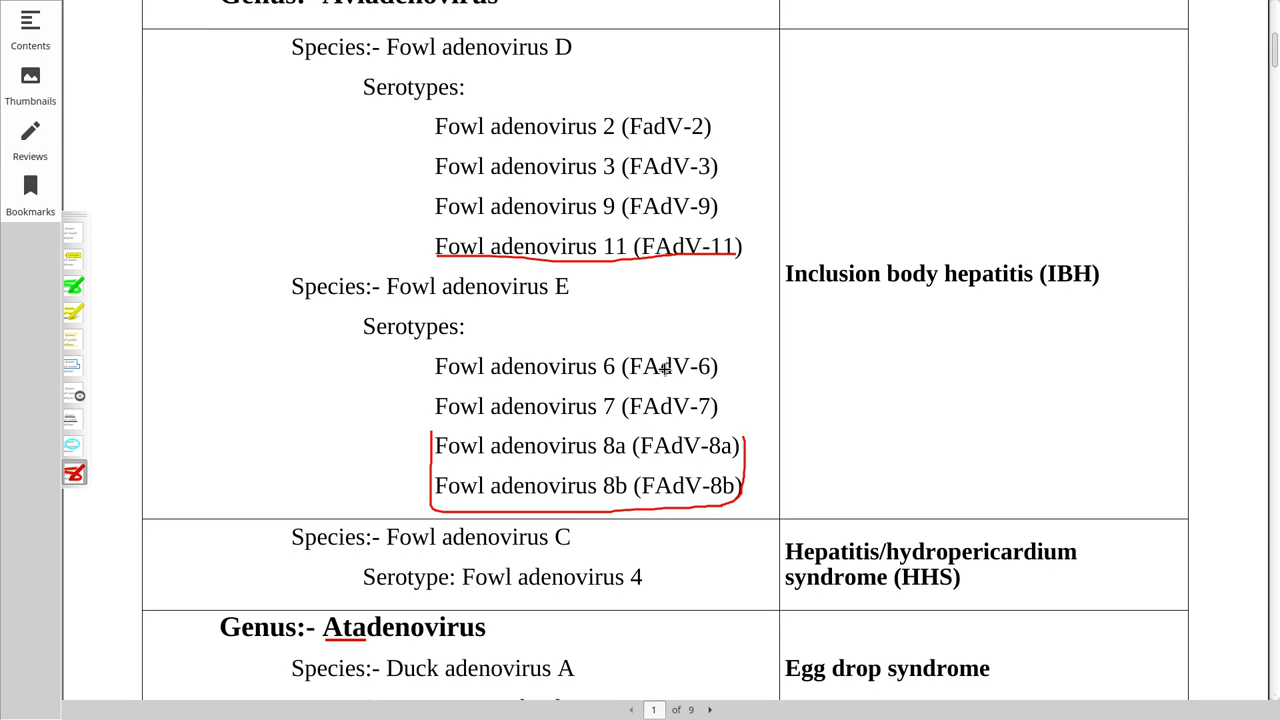 Genus:- Aviadenovirus
Contents
Thumbnails
Reviews
Bookmarks
Species:- Fowl adenovirus D
Serotypes:
Fowl adenovirus 2 (FadV-2)
Fowl adenovirus 3 (FAdV-3)
Fowl adenovirus 9 (FAdV-9)
Fowl adenovirus 11 (FAdV-11)
Species:- Fowl adenovirus E
Serotypes:
Fowl adenovirus 6 (FAdV-6)
Fowl adenovirus 7 (FAdV-7)
Fowl adenovirus 8a (FAdV-8a)
Fowl adenovirus 8b (FAdV-8b)
Inclusion body hepatitis (IBH)
Species:- Fowl adenovirus C
Serotype: Fowl adenovirus 4
Hepatitis/hydropericardium
syndrome (HHS)
Genus:- Atadenovirus
Species:- Duck adenovirus A
Egg drop syndrome
1 of 9